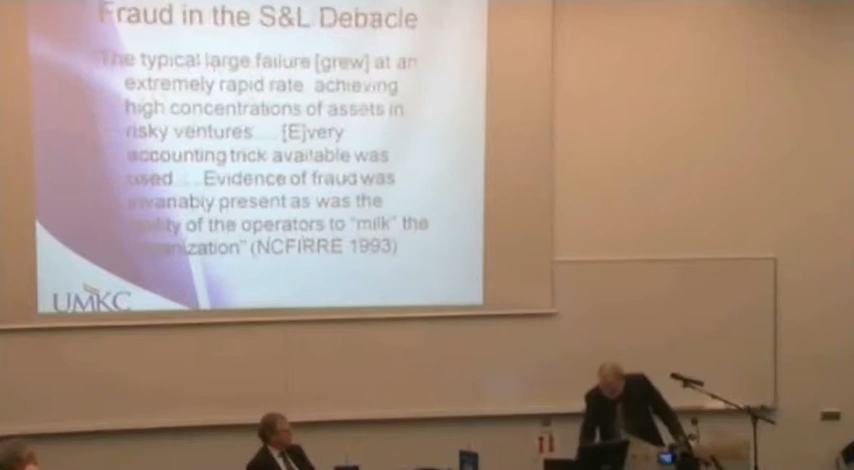 Fraud in the S&L Debacle
The typical large failure [grew] at an
extremely rapid rate achieving
high concentrations of assets in
risky ventures.... [E]very
accounting trick available was
used.... Evidence of fraud was
invariably present as was the
of the operators to "milk" the
organization" (NCFIRRE 1993)
UMKC